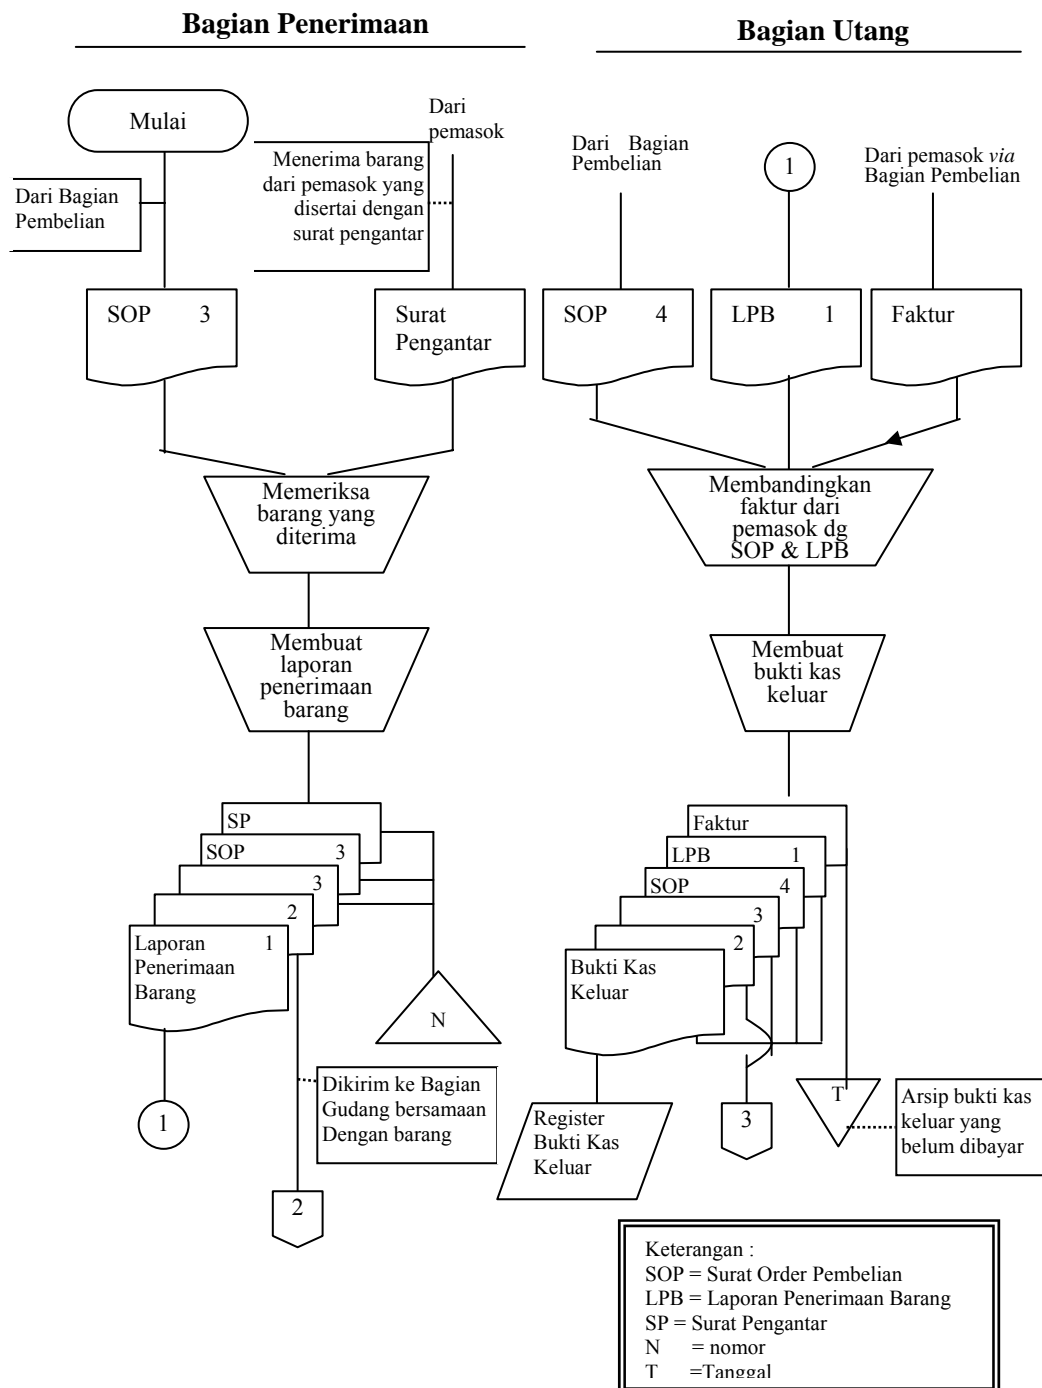 Bagian Penerimaan
Mulai
Dari
pemasok
Menerima barang
dari pemasok yang
disertai dengan
surat pengantar
Dari Bagian
Pembelian
SOP 3
Surat
Pengantar
Memeriksa
barang yang
diterima
Membuat
laporan
penerimaan
barang
SP
SOP 3
3
2
Laporan 1
Penerimaan
Barang
N
1
Dikirim ke Bagian
Gudang bersamaan
Dengan barang
2
Bagian Utang
Dari Bagian
Pembelian
1
Dari pemasok via
Bagian Pembelian
SOP 4
LPB 1
Faktur
Membandingkan
faktur dari
pemasok dg
SOP & LPB
Membuat
bukti kas
keluar
Faktur
LPB 1
SOP 4
3
2
Bukti Kas
Keluar
Register
Bukti Kas
Keluar
3
T
Arsip bukti kas
keluar yang
belum dibayar
Keterangan :
SOP = Surat Order Pembelian
LPB = Laporan Penerimaan Barang
SP = Surat Pengantar
N = nomor
T =Tanggal